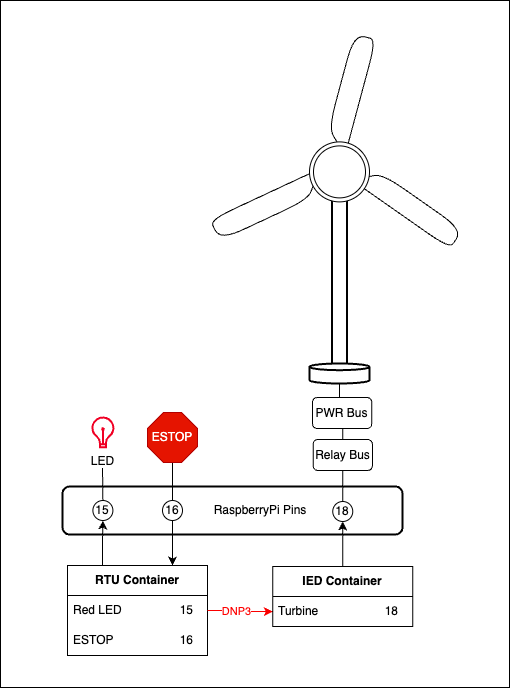 PWR Bus
ESTOP
Relay Bus
LED
15
16
RaspberryPi Pins
18
RTU Container
IED Container
Red LED 15
DNP3
Turbine 18
ESTOP 16